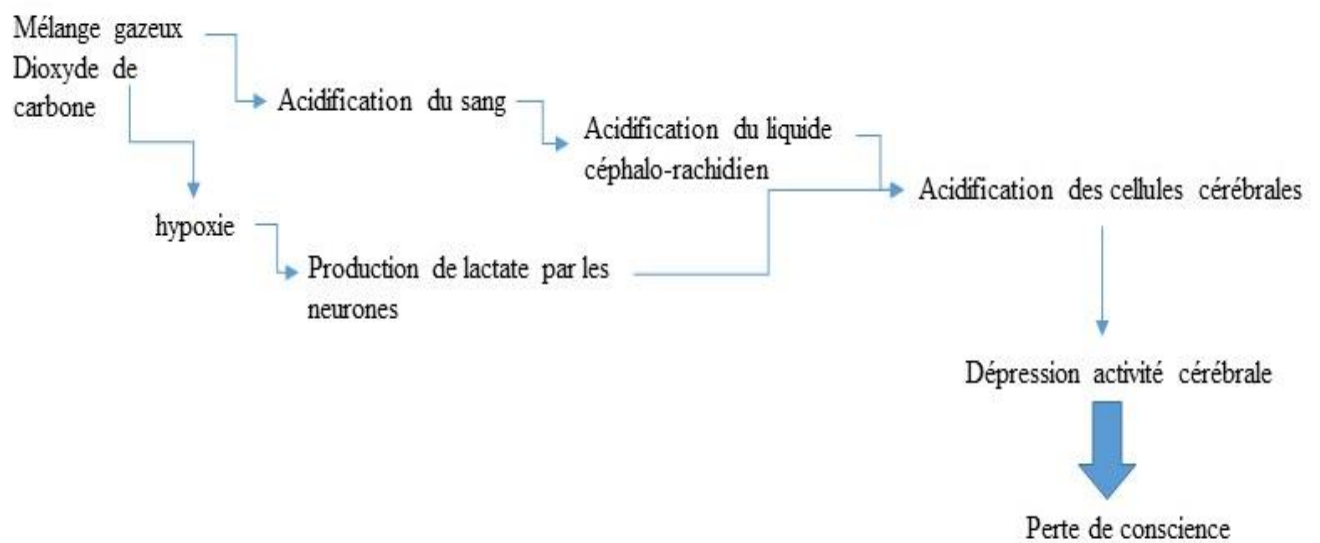 Mélange gazeux
Dioxyde de
carbone
Acidification du sang
Acidification du liquide
céphalo-rachidien
Acidification des cellules cérébrales
hypoxie
Production de lactate par les
neurones
Dépression activité cérébrale
Perte de conscience